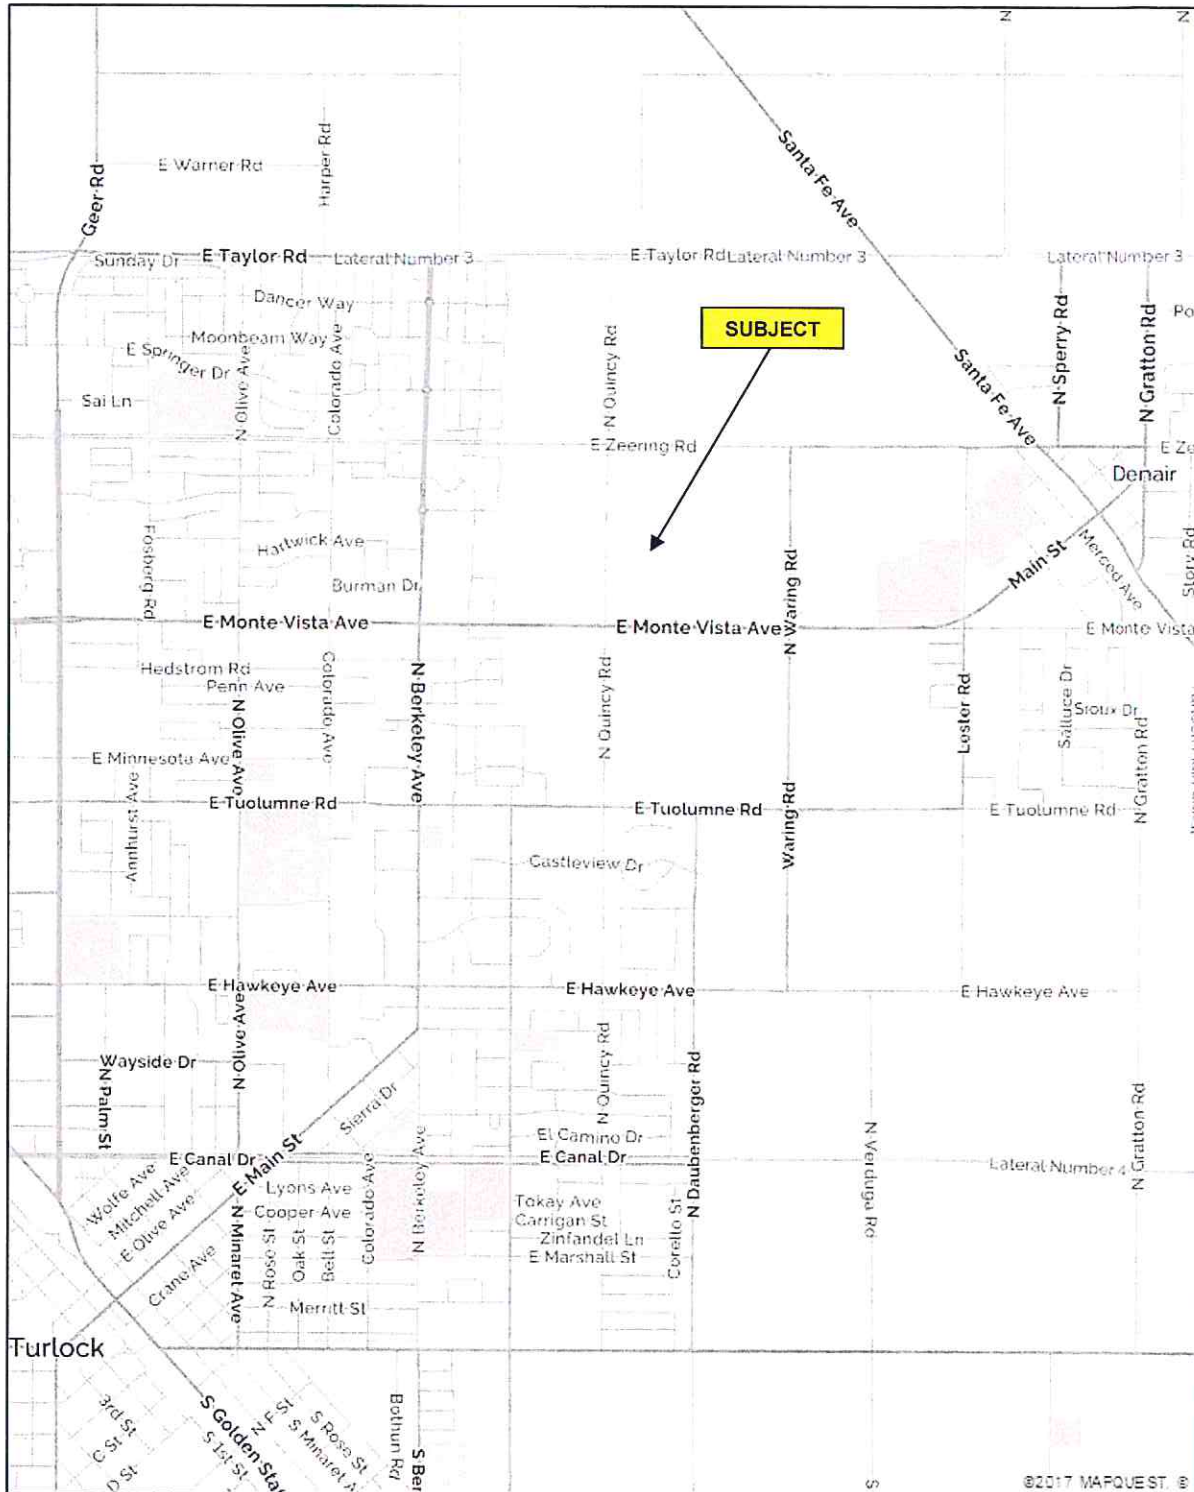 N
N
Santa Fe Ave
E Warner Rd
Harper Rd
Geer Rd
Sunday Dr
E Taylor Rd
Lateral Number 3
E Taylor Rd
Lateral Number 3
Lateral Number 3
Dancer Way
Po
SUBJECT
Moonbeam Way
E Springer Dr
N Olive Ave
Colorado Ave
N Quincy Rd
Santa Fe Ave
N Sperry Rd
N Gratton Rd
Sai Ln
E Zeering Rd
E Ze
Denair
Fosberg Rd
Hartwick Ave
Burman Dr
N Waring Rd
Main St
Merced Ave
Story Rd
E Monte Vista Ave
E Monte Vista Ave
E Monte Vista
Hedstrom Rd
Penn Ave
Colorado Ave
N Berkeley Ave
N Quincy Rd
Lester Rd
Salluce Dr
Sioux Dr
N Gratton Rd
N Olive Ave
E Minnesota Ave
Annhurst Ave
E Tuolumne Rd
E Tuolumne Rd
E Tuolumne Rd
Waring Rd
Castleview Dr
E Hawkeye Ave
E Hawkeye Ave
E Hawkeye Ave
N Olive Ave
Wayside Dr
N Palm St
Sierra Dr
N Quincy Rd
N Daubenberger Rd
N Verduga Rd
N Gratton Rd
El Camino Dr
E Canal Dr
E Main St
E Canal Dr
Lateral Number 4
N Berkeley Ave
Wolfe Ave
Mitchell Ave
E Olive Ave
Lyons Ave
Cooper Ave
Colorado Ave
Tokay Ave
Carrigan St
Zinfandel Ln
E Marshall St
Corello St
Crane Ave
N Minaret Ave
N Rose St
Oak St
Bell St
Merritt St
Turlock
3rd St
C St
D St
S Golden Sta
S 1st St
N F St
S Rose St
S Minaret A
Bothun Rd
S Ber
S
©2017 MAPQUEST, ©